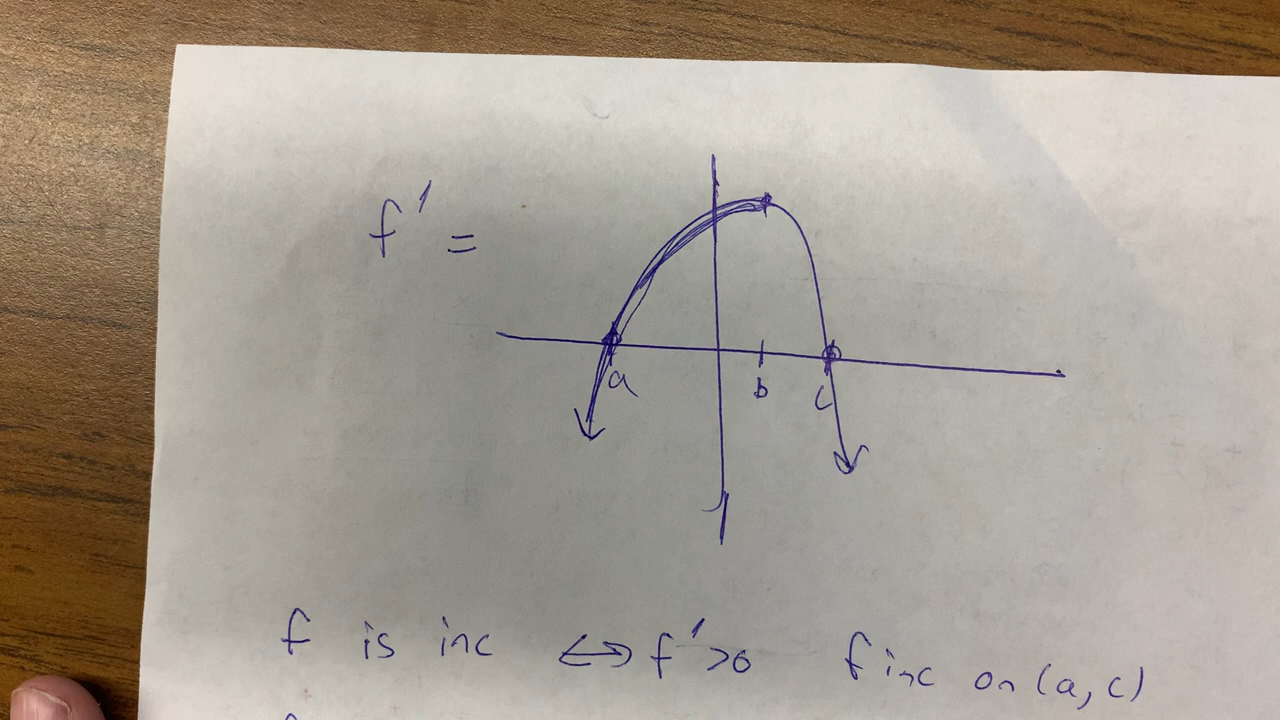 f' =
a b c
f is inc ⟺ f' >0 f inc on (a, c)